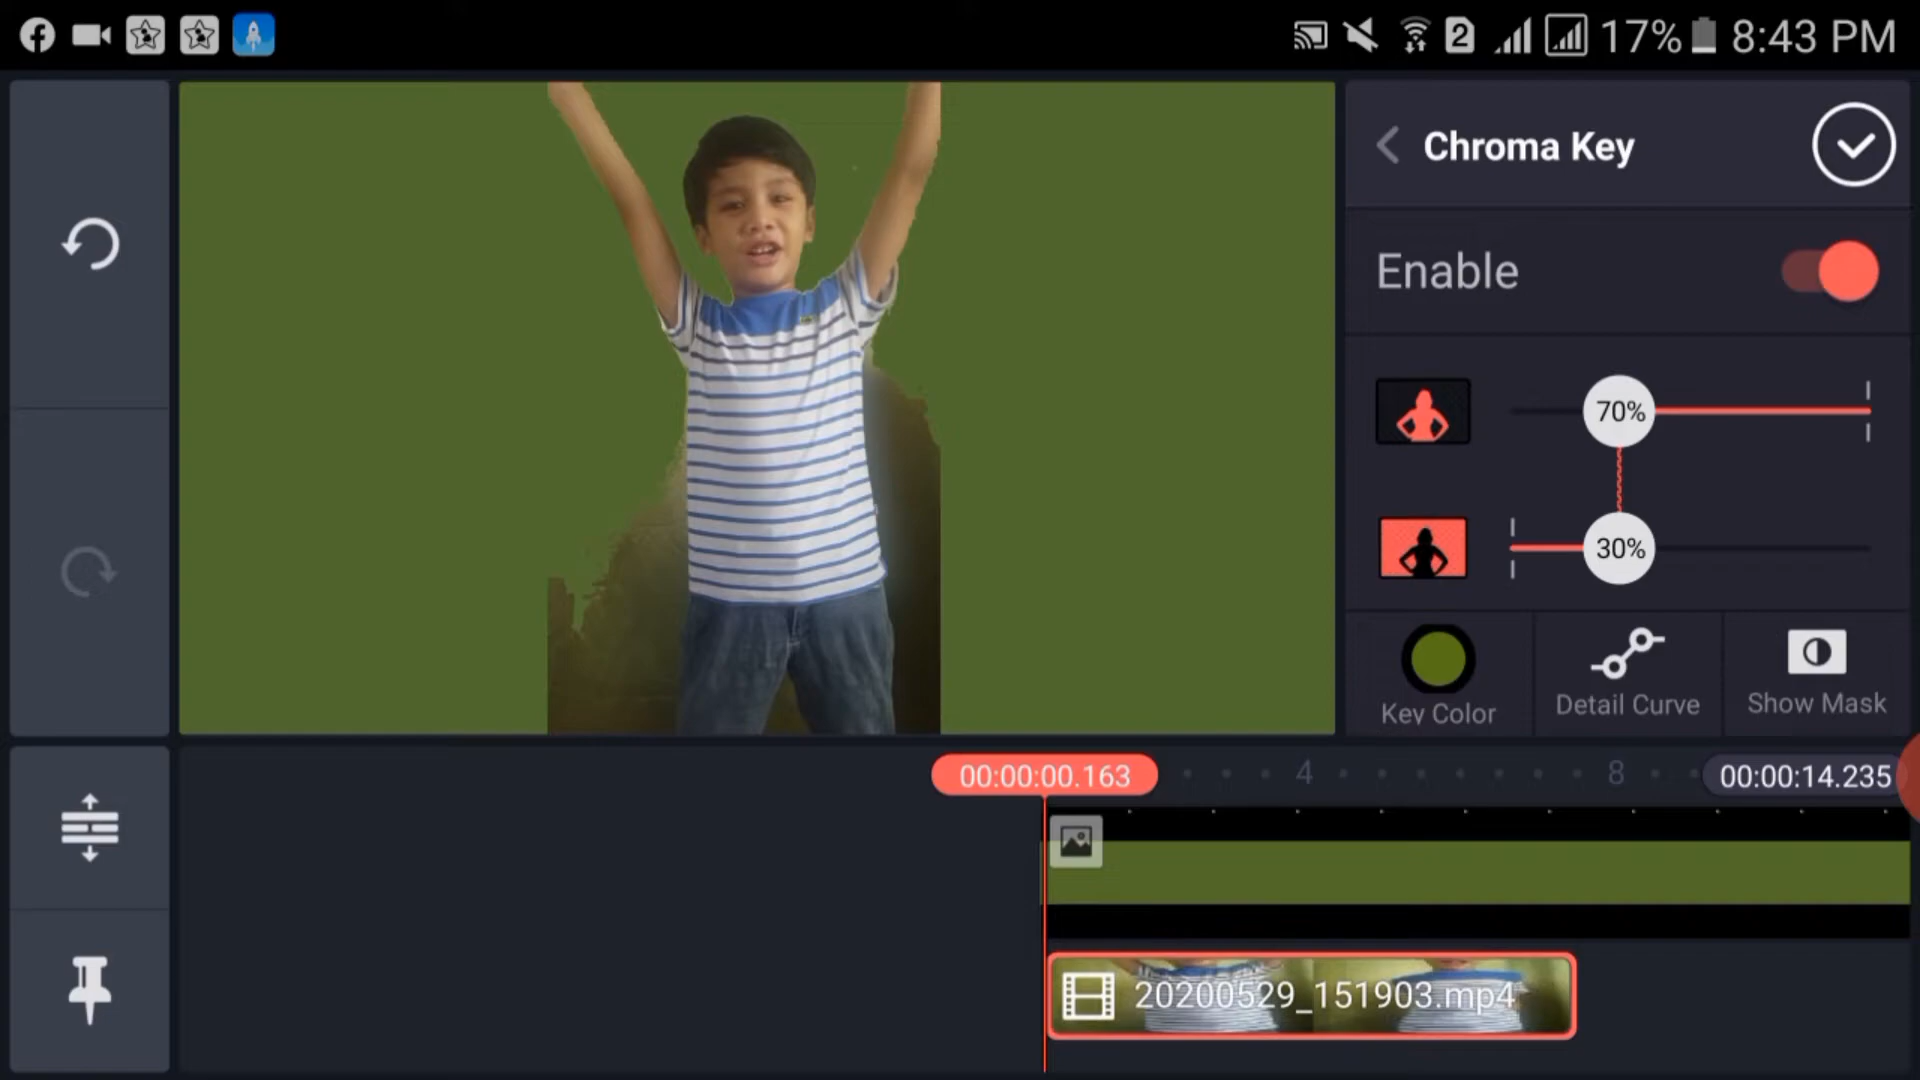 2 17% 8:43 PM
Chroma Key
Enable
70%
30%
Key Color
Detail Curve
Show Mask
00:00:00.163
4
8
00:00:14.235
20200529_151903.mp4